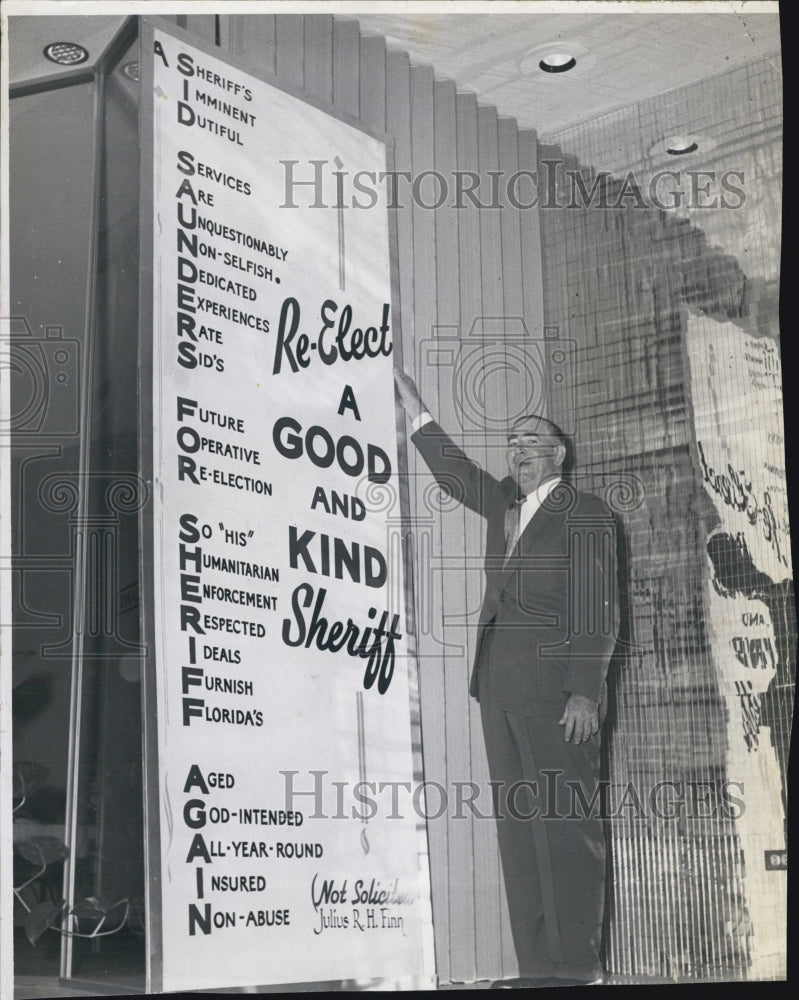 A SHERIFF'S
IMMINENT
DUTIFUL
SERVICES
ARE
UNQUESTIONABLY
NON-SELFISH.
DEDICATED
EXPERIENCES
RATE
SID'S
FUTURE
OPERATIVE
RE-ELECTION
SO "HIS"
HUMANITARIAN
ENFORCEMENT
RESPECTED
IDEALS
FURNISH
FLORIDA'S
AGED
GOD-INTENDED
ALL-YEAR-ROUND
INSURED
NON-ABUSE
Re-Elect
A
GOOD
AND
KIND
Sheriff
(Not Solicited
Julius R. H. Finn
HISTORICIMAGES
HISTORICIMAGES